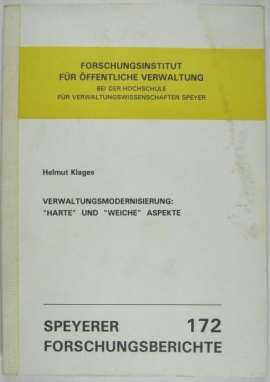 FORSCHUNGSINSTITUT
FÜR ÖFFENTLICHE VERWALTUNG
BEI DER HOCHSCHULE
FÜR VERWALTUNGSWISSENSCHAFTEN SPEYER
Helmut Klages
VERWALTUNGSMODERNISIERUNG:
"HARTE" UND "WEICHE" ASPEKTE
SPEYERER 172
FORSCHUNGSBERICHTE